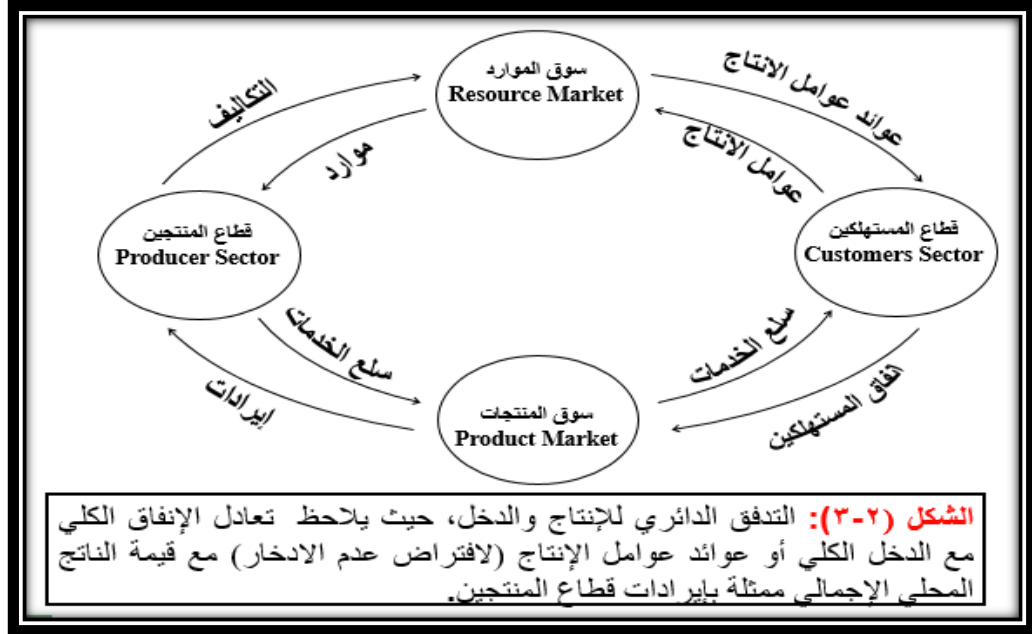 سوق الموارد
Resource Market
التكاليف
موارد
عوائد عوامل الانتاج
عوامل الانتاج
قطاع المنتجين
Producer Sector
قطاع المستهلكين
Customers Sector
سلع الخدمات
إيرادات
سلع الخدمات
انفاق المستهلكين
سوق المنتجات
Product Market
الشكل (٢-٣): التدفق الدائري للإنتاج والدخل، حيث يلاحظ تعادل الإنفاق الكلي
مع الدخل الكلي أو عوائد عوامل الإنتاج (لافتراض عدم الادخار) مع قيمة الناتج
المحلي الإجمالي ممثلة بإيرادات قطاع المنتجين.